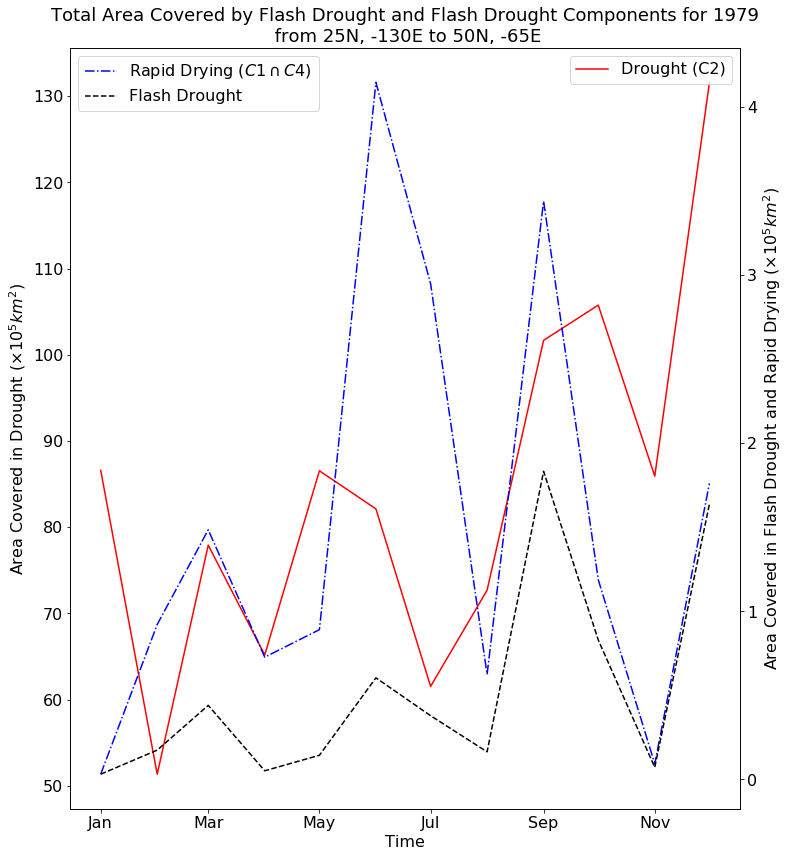 Total Area Covered by Flash Drought and Flash Drought Components for 1979
from 25N, -130E to 50N, -65E
Rapid Drying (C1 ∩ C4)
Flash Drought
Drought (C2)
Area Covered in Drought (×10⁵km²)
130
120
110
100
90
80
70
60
50
Area Covered in Flash Drought and Rapid Drying (×10⁵km²)
4
3
2
1
0
Jan
Mar
May
Jul
Sep
Nov
Time